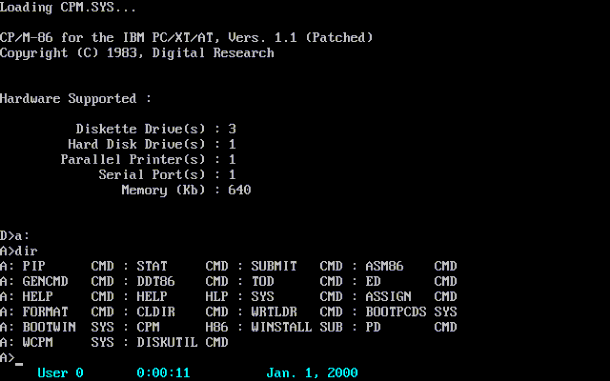 Loading CPM.SYS...
CP/M-86 for the IBM PC/XT/AT, Vers. 1.1 (Patched)
Copyright (C) 1983, Digital Research
Hardware Supported :
Diskette Drive(s) : 3
Hard Disk Drive(s) : 1
Parallel Printer(s) : 1
Serial Port(s) : 1
Memory (Kb) : 640
D>a:
A>dir
A: PIP      CMD : STAT     CMD : SUBMIT   CMD : ASM86    CMD
A: GENCMD   CMD : DDT86    CMD : TOD      CMD : ED       CMD
A: HELP     CMD : HELP     HLP : SYS      CMD : ASSIGN   CMD
A: FORMAT   CMD : CLDIR    CMD : WRTLDR   CMD : BOOTPCDS SYS
A: BOOTWIN  SYS : CPM      H86 : WINSTALL SUB : PD       CMD
A: WCPM     SYS : DISKUTIL CMD
A>_
User 0 0:00:11 Jan. 1, 2000